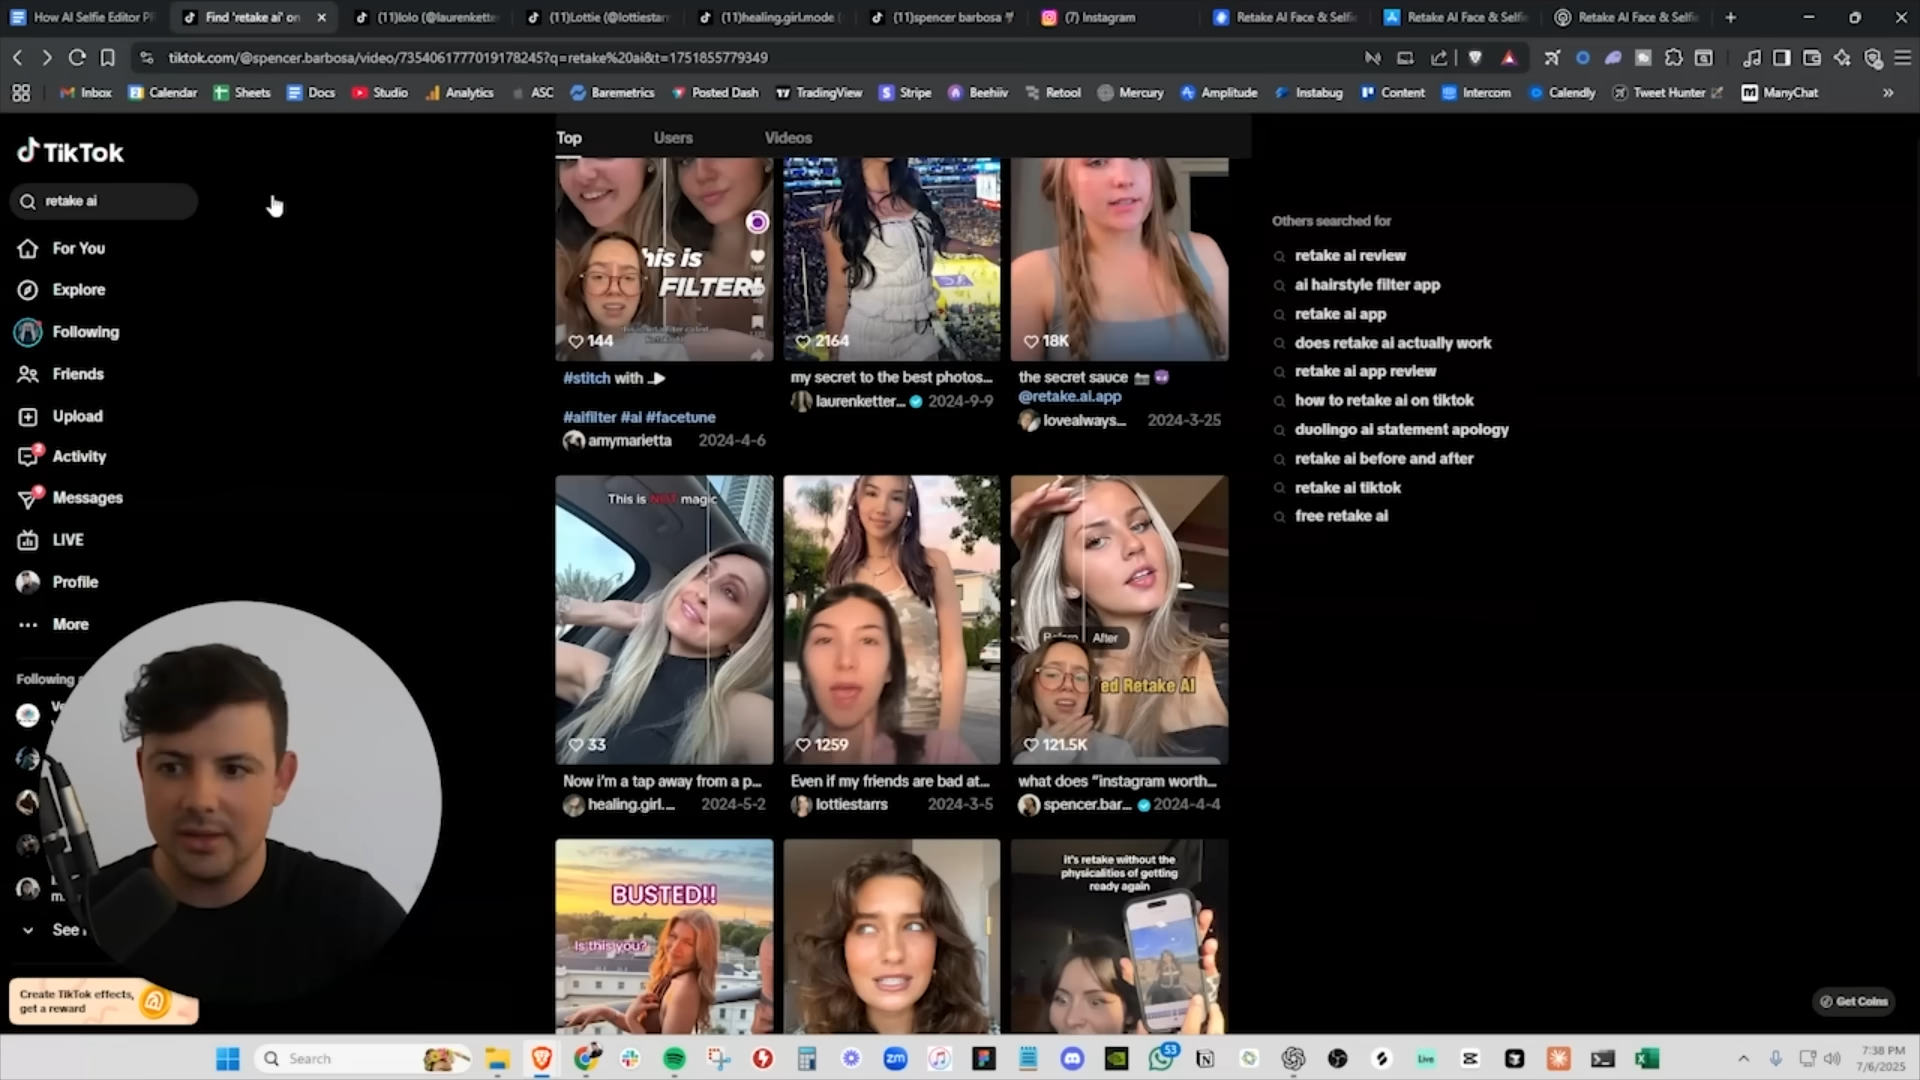 How AI Selfie Editor
Find 'retake ai' on
(11)lolo (@laurenkette
(11)Lottie (@lottiestarr
(11)healing.girl.mode
(11)spencer barbosa
(7) Instagram
Retake AI Face & Selfi
Retake AI Face & Selfi
Retake AI Face & Selfi
tiktok.com/@spencer.barbosa/video/7354061777019178245?q=retake%20ai&t=1751855779349
Inbox
Calendar
Sheets
Docs
Studio
Analytics
ASC
Baremetrics
Posted Dash
TradingView
Stripe
Beehiiv
Retool
Mercury
Amplitude
Instabug
Content
Intercom
Calendly
Tweet Hunter
ManyChat
TikTok
retake ai
For You
Explore
Following
Friends
Upload
Activity
Messages
LIVE
Profile
More
Following
See
Create TikTok effects,
get a reward
Top
Users
Videos
his is
FILTER!
144
#stitch with ..
#aifilter #ai #facetune
amymarietta 2024-4-6
2164
my secret to the best photos...
laurenketter... 2024-9-9
18K
the secret sauce
@retake.ai.app
lovealways... 2024-3-25
This is NOT magic
33
Now i'm a tap away from a p...
healing.girl.... 2024-5-2
1259
Even if my friends are bad at...
lottiestarrs 2024-3-5
Before After
ed Retake AI
121.5K
what does "instagram worth...
spencer.bar... 2024-4-4
BUSTED!!
Is this you?
it's retake without the
physicalities of getting
ready again
Others searched for
retake ai review
ai hairstyle filter app
retake ai app
does retake ai actually work
retake ai app review
how to retake ai on tiktok
duolingo ai statement apology
retake ai before and after
retake ai tiktok
free retake ai
Get Coins
Search
zm
Live
53
7:38 PM
7/6/2025